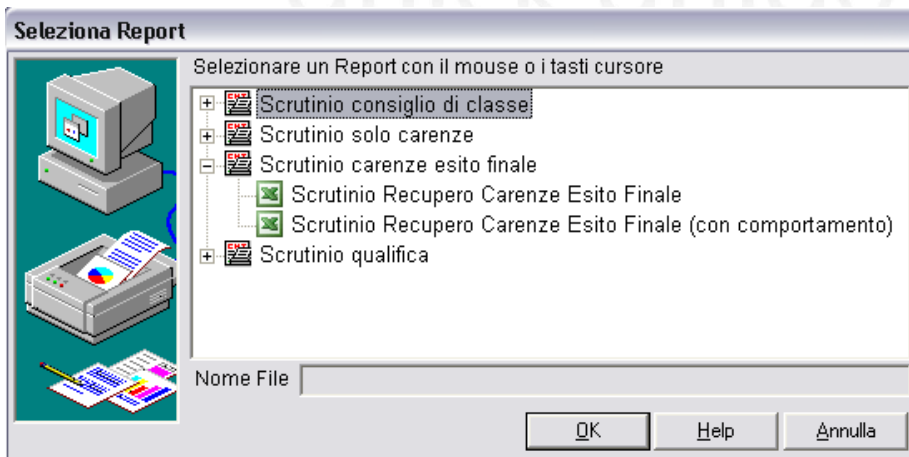 Seleziona Report
Selezionare un Report con il mouse o i tasti cursore
Scrutinio consiglio di classe
Scrutinio solo carenze
Scrutinio carenze esito finale
Scrutinio Recupero Carenze Esito Finale
Scrutinio Recupero Carenze Esito Finale (con comportamento)
Scrutinio qualifica
Nome File
OK Help Annulla